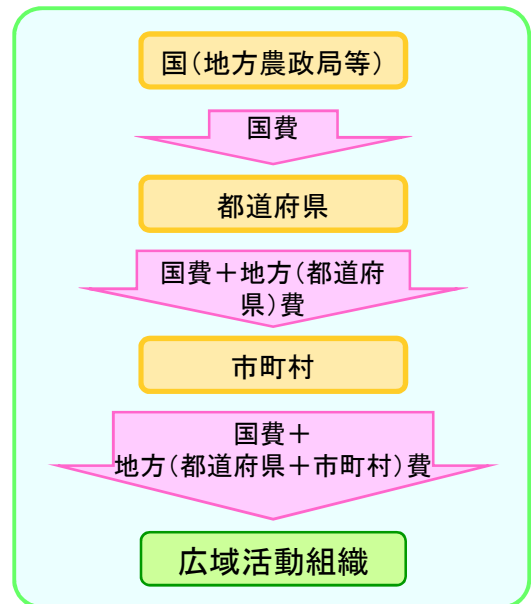 国（地方農政局等）
国費
都道府県
国費＋地方（都道府
県）費
市町村
国費＋
地方（都道府県＋市町村）費
広域活動組織